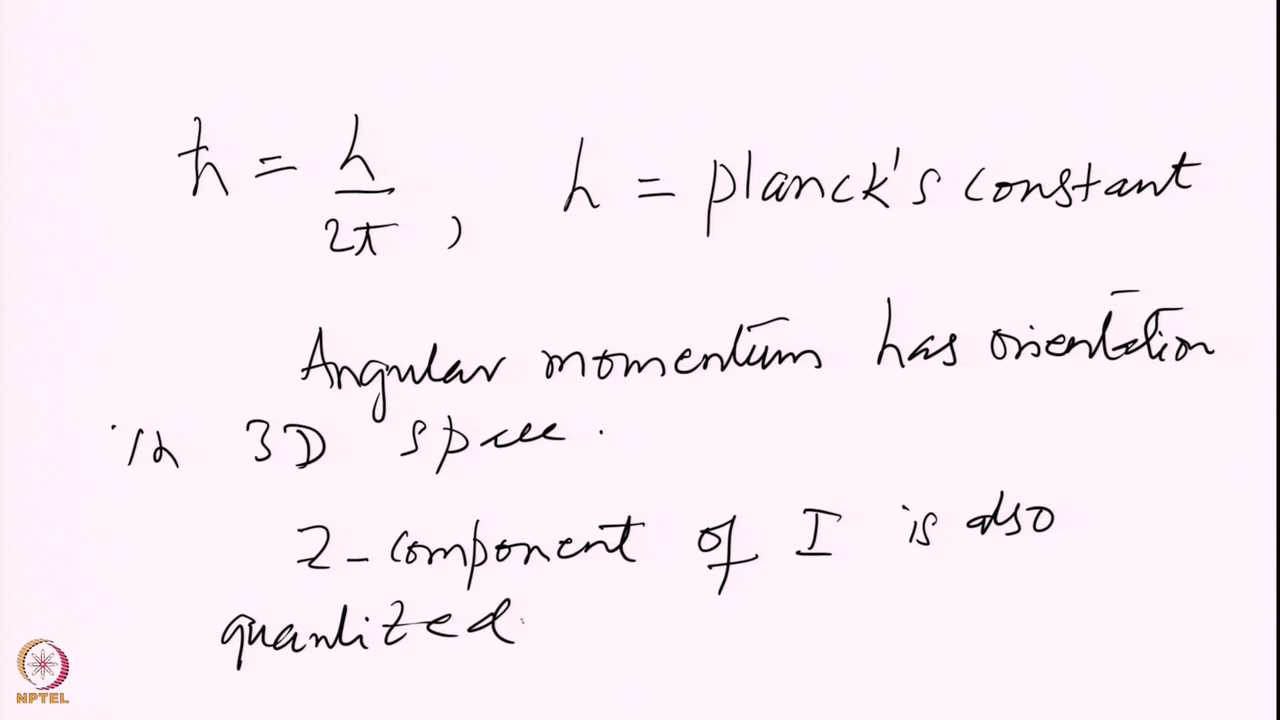 ħ = h/2π, h = planck's constant
Angular momentum has orientation
in 3D space.
Z-component of I is also
quantized.
NPTEL